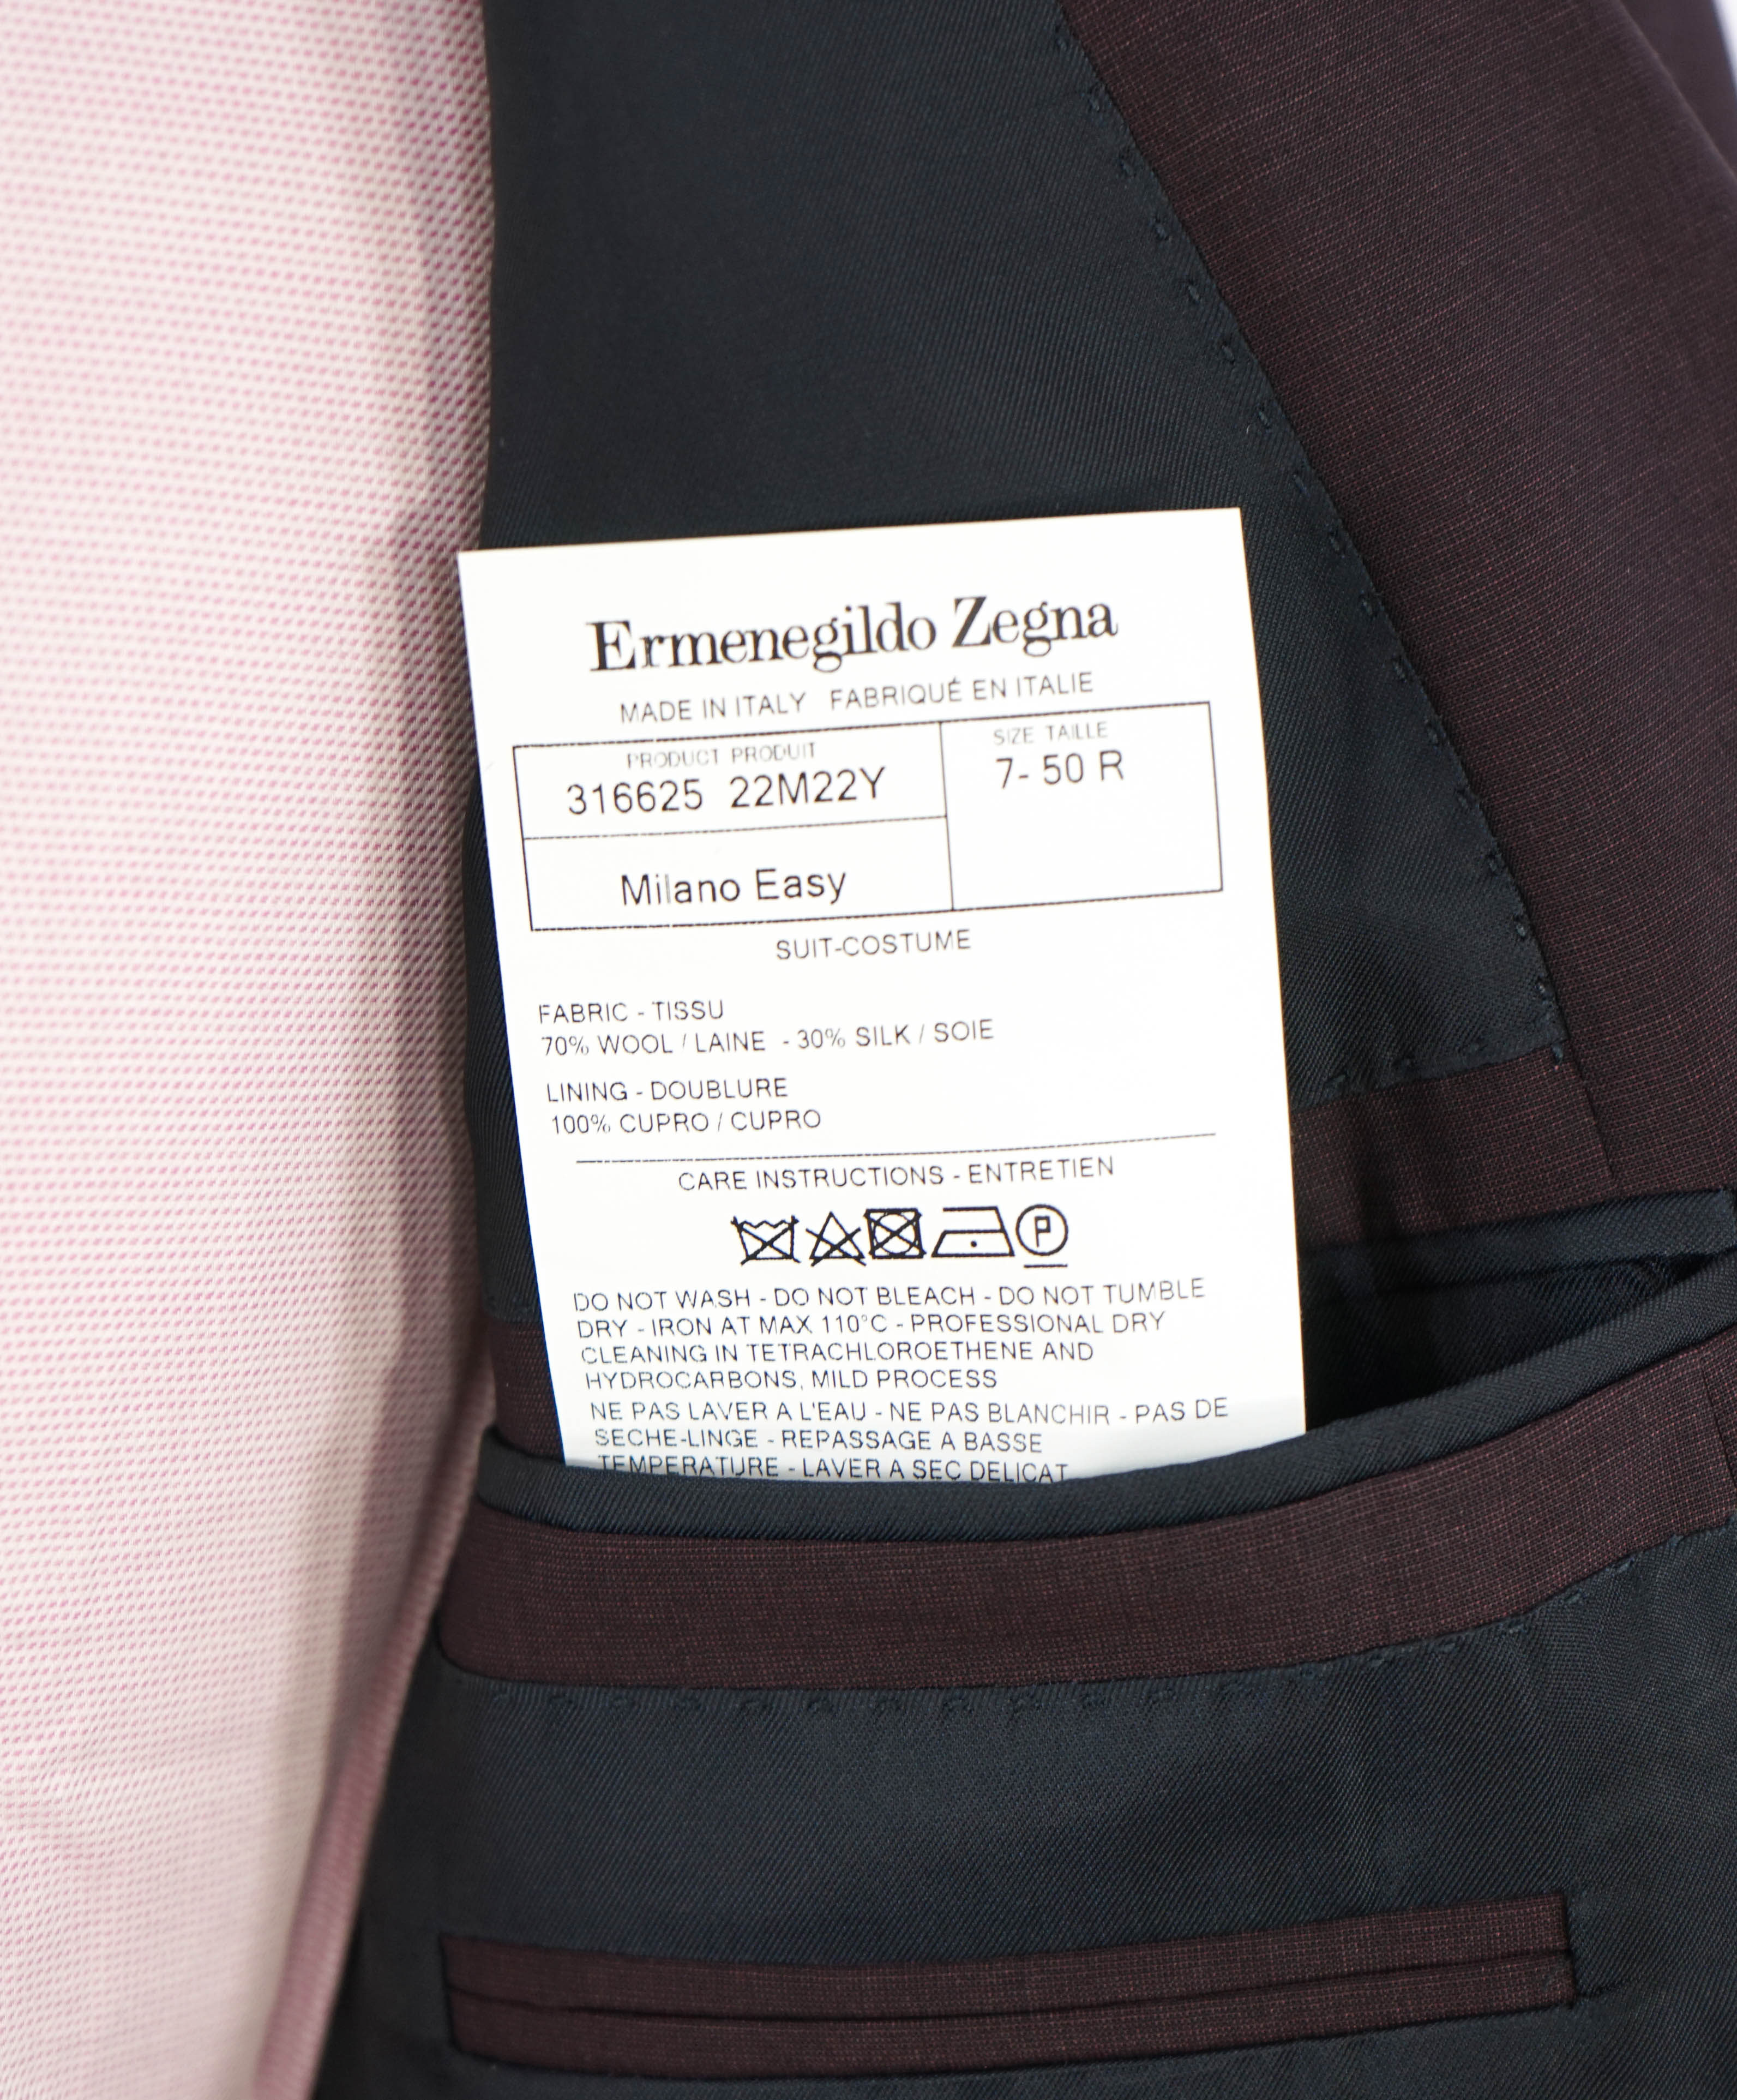 Ermenegildo Zegna
MADE IN ITALY FABRIQUÉ EN ITALIE
PRODUCT PRODUIT
316625 22M22Y
SIZE TAILLE
7- 50 R
Milano Easy
SUIT-COSTUME
FABRIC - TISSU
70% WOOL / LAINE - 30% SILK / SOIE
LINING - DOUBLURE
100% CUPRO / CUPRO
CARE INSTRUCTIONS - ENTRETIEN
P
DO NOT WASH - DO NOT BLEACH - DO NOT TUMBLE
DRY - IRON AT MAX 110°C - PROFESSIONAL DRY
CLEANING IN TETRACHLOROETHENE AND
HYDROCARBONS, MILD PROCESS
NE PAS LAVER A L'EAU - NE PAS BLANCHIR - PAS DE
SECHE-LINGE - REPASSAGE A BASSE
TEMPERATURE - LAVER A SEC DELICAT